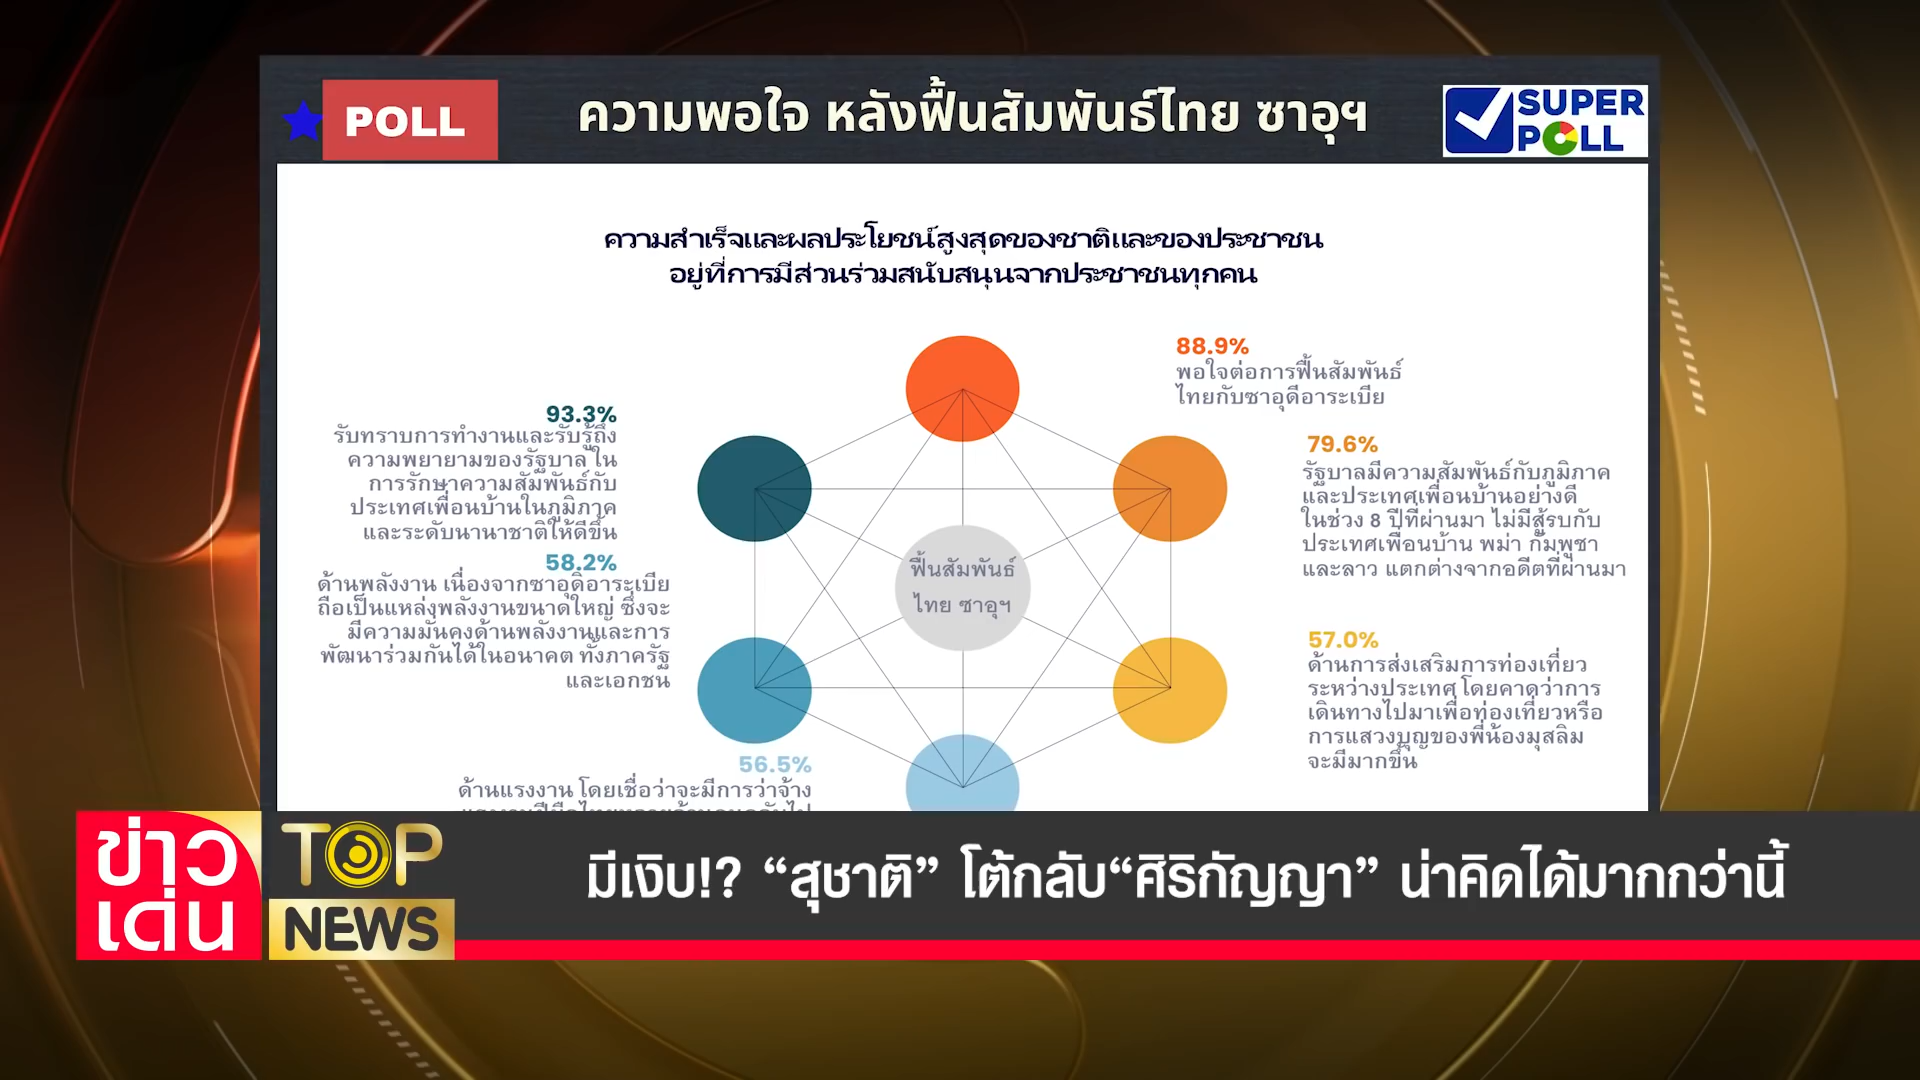 POLL
ความพอใจ หลังฟื้นสัมพันธ์ไทย ซาอุฯ
SUPER
POLL
ความสำเร็จและผลประโยชน์สูงสุดของชาติและของประชาชน
อยู่ที่การมีส่วนร่วมสนับสนุนจากประชาชนทุกคน
88.9%
พอใจต่อการฟื้นสัมพันธ์
ไทยกับซาอุดีอาระเบีย
93.3%
รับทราบการทำงานและรับรู้ถึง
ความพยายามของรัฐบาล ใน
การรักษาความสัมพันธ์กับ
ประเทศเพื่อนบ้านในภูมิภาค
และระดับนานาชาติให้ดีขึ้น
79.6%
รัฐบาลมีความสัมพันธ์กับภูมิภาค
และประเทศเพื่อนบ้านอย่างดี
ในช่วง 8 ปีที่ผ่านมา ไม่มีสู้รบกับ
ประเทศเพื่อนบ้าน พม่า กัมพูชา
และลาว แตกต่างจากอดีตที่ผ่านมา
ฟื้นสัมพันธ์
ไทย ซาอุฯ
58.2%
ด้านพลังงาน เนื่องจากซาอุดิอาระเบีย
ถือเป็นแหล่งพลังงานขนาดใหญ่ ซึ่งจะ
มีความมั่นคงด้านพลังงานและการ
พัฒนาร่วมกันได้ในอนาคต ทั้งภาครัฐ
และเอกชน
57.0%
ด้านการส่งเสริมการท่องเที่ยว
ระหว่างประเทศ โดยคาดว่าการ
เดินทางไปมาเพื่อท่องเที่ยวหรือ
การแสวงบุญของพี่น้องมุสลิม
จะมีมากขึ้น
56.5%
ด้านแรงงาน โดยเชื่อว่าจะมีการว่าจ้าง
ข่าว
เด่น
TOP
NEWS
มีเงิบ!? “สุชาติ” โต้กลับ“ศิริกัญญา” น่าคิดได้มากกว่านี้